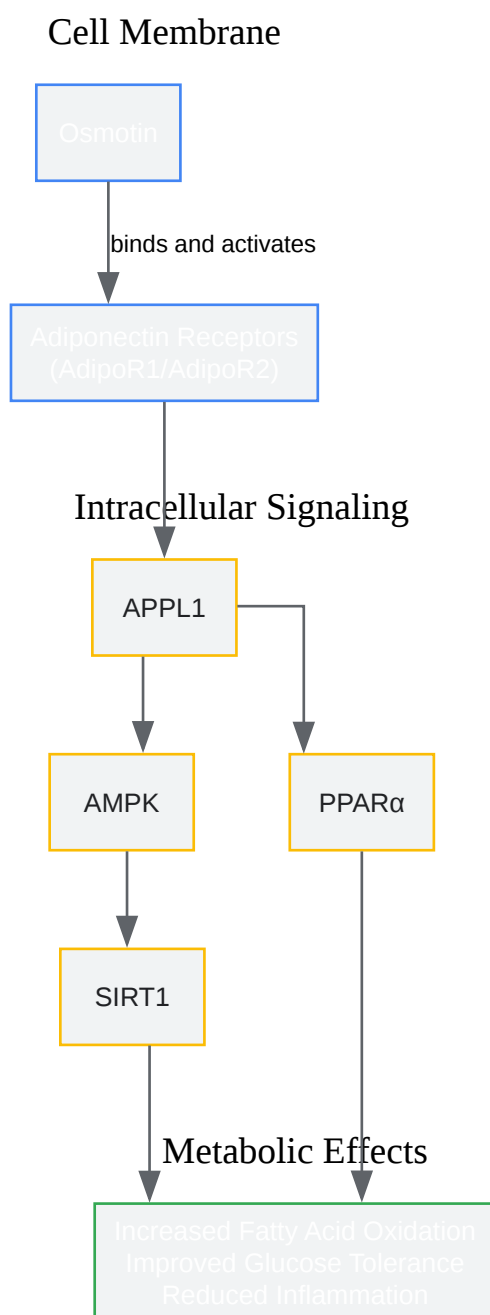 Cell Membrane
Osmotin
binds and activates
Adiponectin Receptors
(AdipoR1/AdipoR2)
Intracellular Signaling
APPL1
AMPK
PPARα
SIRT1
Metabolic Effects
Increased Fatty Acid Oxidation
Improved Glucose Tolerance
Reduced Inflammation